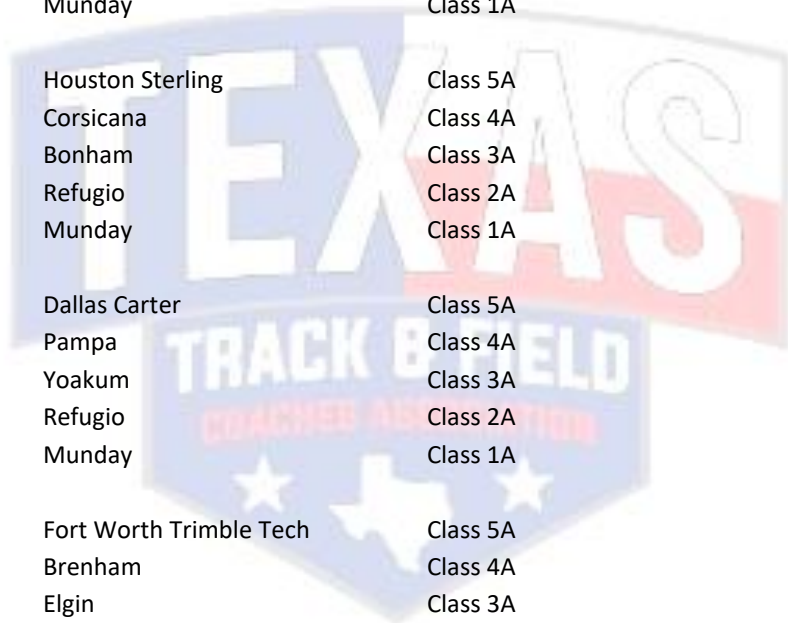 Munday Class 1A
Houston Sterling Class 5A
Corsicana Class 4A
Bonham Class 3A
Refugio Class 2A
Munday Class 1A
Dallas Carter Class 5A
Pampa Class 4A
Yoakum Class 3A
Refugio Class 2A
Munday Class 1A
Fort Worth Trimble Tech Class 5A
Brenham Class 4A
Elgin Class 3A
TEXAS
TRACK & FIELD
COACHES ASSOCIATION